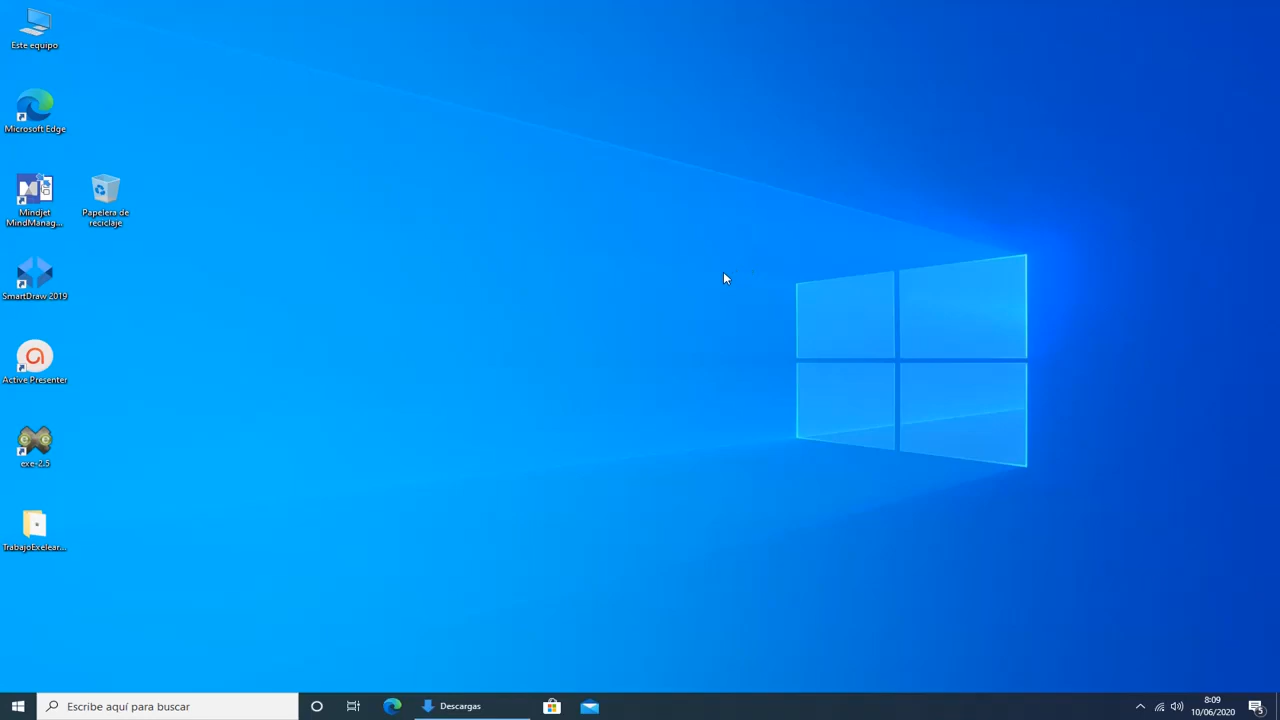 Este equipo
Microsoft Edge
Mindjet
MindManag...
Papelera de
reciclaje
SmartDraw 2019
Active Presenter
exe-2.5
TrabajoExelear...
Escribe aquí para buscar
Descargas
8:09
10/06/2020
5